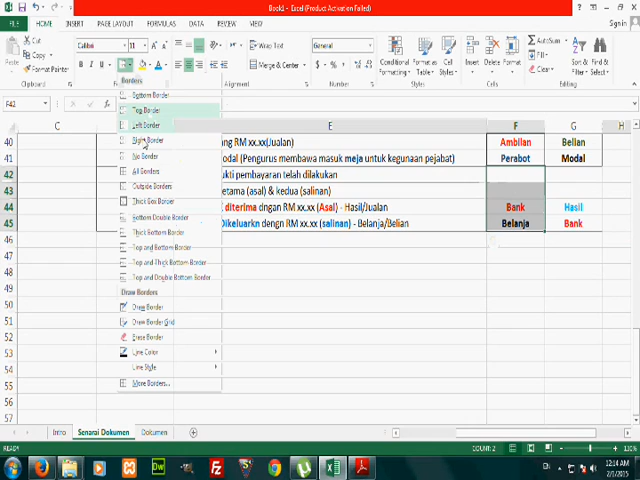 Book1 - Excel (Product Activation Failed)
FILE HOME INSERT PAGE LAYOUT FORMULAS DATA REVIEW VIEW Sign in
Cut
Copy
Format Painter
Paste
Calibri 11
B I U
Wrap Text
Merge & Center
General
$ % ,
Conditional Formatting
Format as Table
Cell Styles
Insert Delete Format
AutoSum
Fill
Clear
Sort & Filter
Find & Select
Clipboard Alignment Number Styles Cells Editing
F42
Borders
Bottom Border
Top Border
Left Border
Right Border
No Border
All Borders
Outside Borders
Thick Box Border
Bottom Double Border
Thick Bottom Border
Top and Bottom Border
Top and Thick Bottom Border
Top and Double Bottom Border
Draw Borders
Draw Border
Draw Border Grid
Erase Border
Line Color
Line Style
More Borders...
C E F G H
40 ang RM xx.xx(Jualan) Ambilan Belian
41 odal (Pengurus membawa masuk meja untuk kegunaan pejabat) Perabot Modal
42 ukti pembayaran telah dilakukan
43 etama (asal) & kedua (salinan)
44 diterima dngan RM xx.xx (Asal) - Hasil/Jualan Bank Hasil
45 Dikeluarkn dengn RM xx.xx (salinan) - Belanja/Belian Belanja Bank
46
47
48
49
50
51
52
53
54
55
56
57
Intro Senarai Dokumen Dokumen
READY COUNT: 2 130%
EN
12:14 AM
2/1/2015